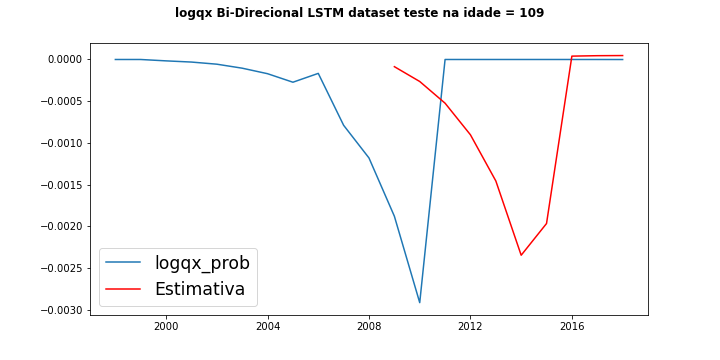 logqx Bi-Direcional LSTM dataset teste na idade = 109
0.0000
−0.0005
−0.0010
−0.0015
−0.0020
−0.0025
−0.0030
logqx_prob
Estimativa
2000 2004 2008 2012 2016